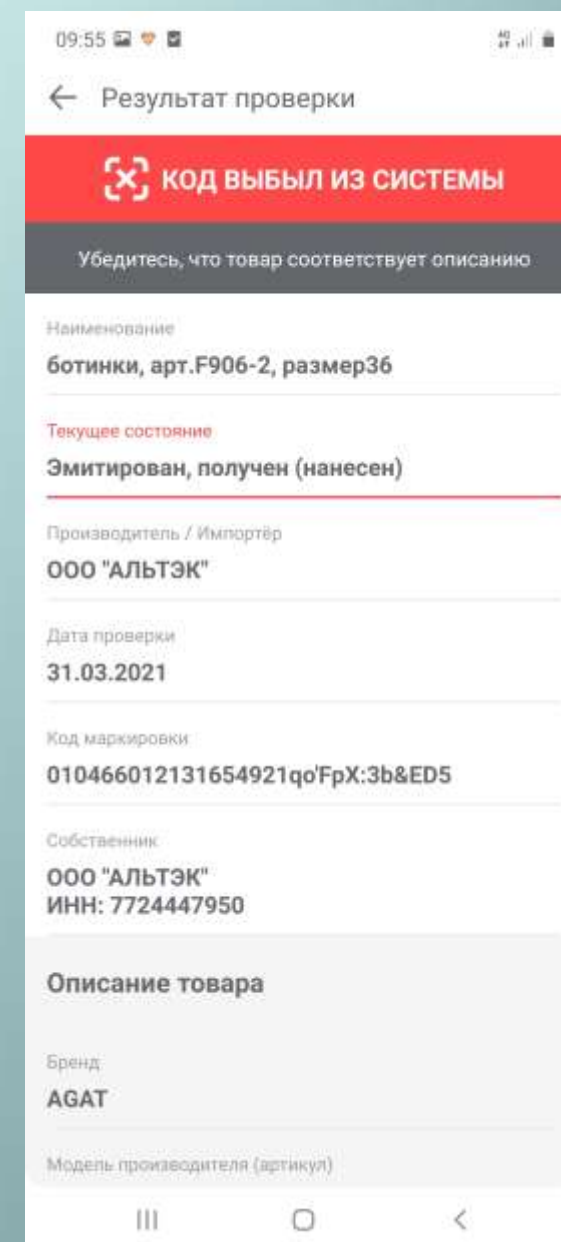 09:55
Результат проверки
КОД ВЫБЫЛ ИЗ СИСТЕМЫ
Убедитесь, что товар соответствует описанию
Наименование
ботинки, арт.F906-2, размер36
Текущее состояние
Эмитирован, получен (нанесен)
Производитель / Импортёр
ООО "АЛЬТЭК"
Дата проверки
31.03.2021
Код маркировки
010466012131654921qo'FpX:3b&ED5
Собственник
ООО "АЛЬТЭК"
ИНН: 7724447950
Описание товара
Бренд
AGAT
Модель производителя (артикул)